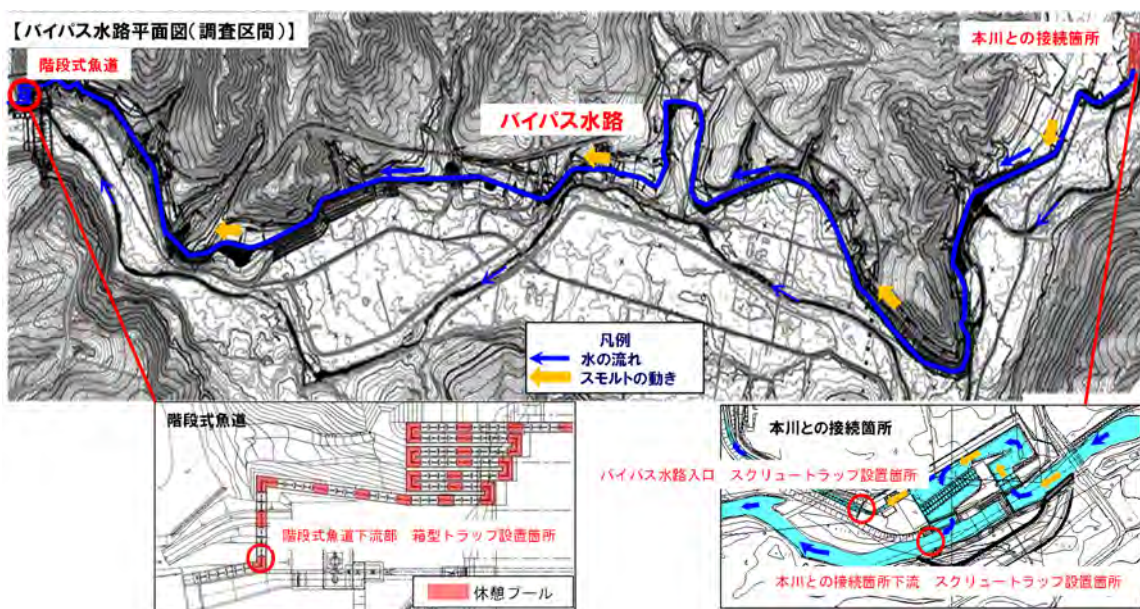 【バイパス水路平面図(調査区間)】
階段式魚道
本川との接続箇所
バイパス水路
凡例
水の流れ
スモルトの動き
階段式魚道
階段式魚道下流部 箱型トラップ設置箇所
休憩プール
本川との接続箇所
バイパス水路入口 スクリュートラップ設置箇所
本川との接続箇所下流 スクリュートラップ設置箇所